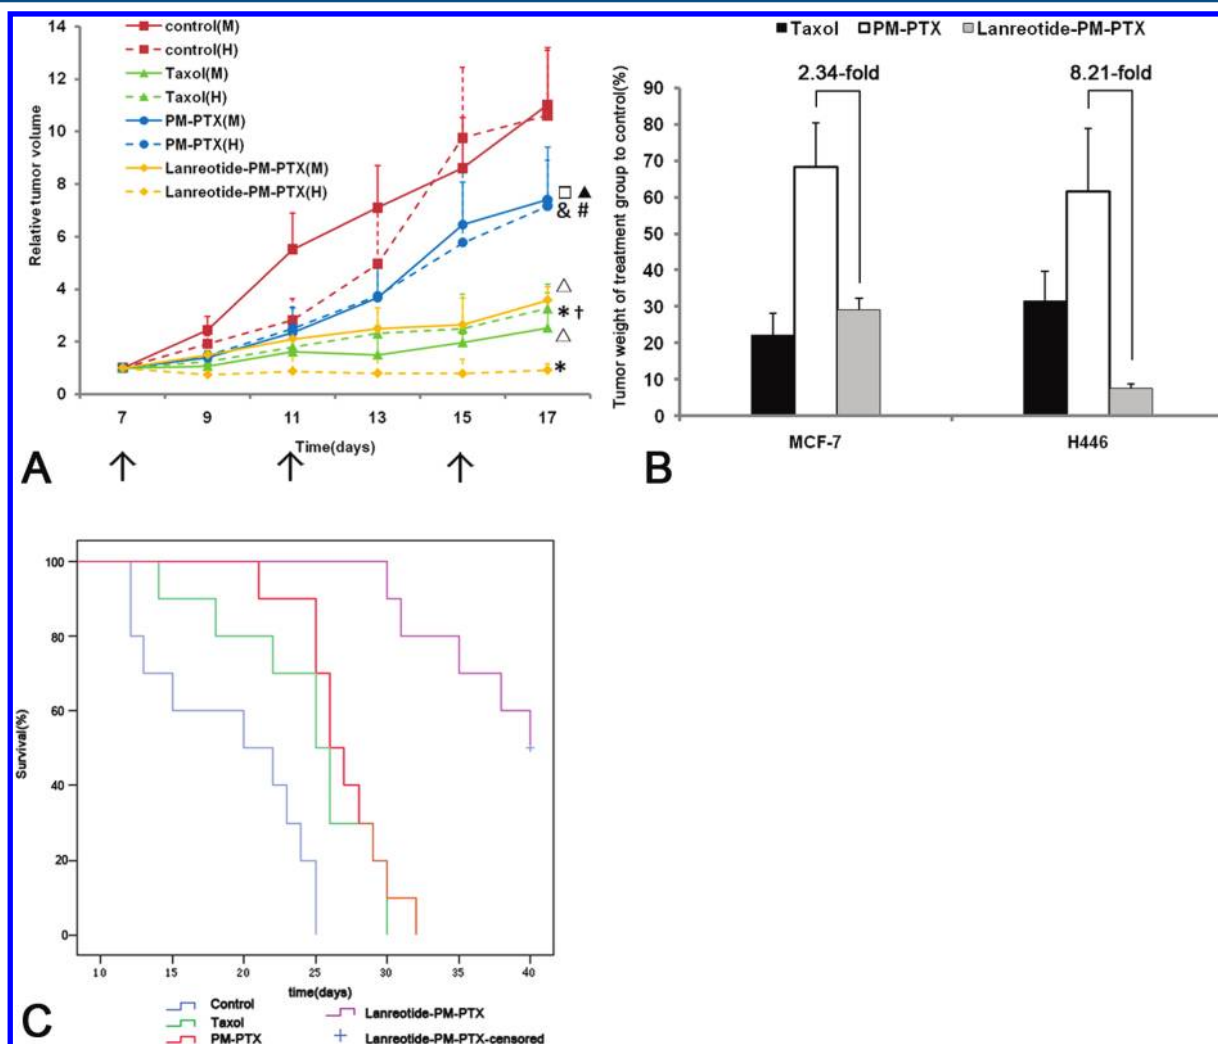 14
12
10
8
6
4
2
0
Relative tumor volume
control(M)
control(H)
Taxol(M)
Taxol(H)
PM-PTX(M)
PM-PTX(H)
Lanreotide-PM-PTX(M)
Lanreotide-PM-PTX(H)
□ ▲
& #
△
* †
△
*
7 9 11 13 15 17
Time(days)
A
↑ ↑ ↑
Taxol PM-PTX Lanreotide-PM-PTX
2.34-fold 8.21-fold
Tumor weight of treatment group to control(%)
90
80
70
60
50
40
30
20
10
0
MCF-7 H446
B
Survival(%)
100
80
60
40
20
0
10 15 20 25 30 35 40
time(days)
Control
Taxol
PM-PTX
Lanreotide-PM-PTX
Lanreotide-PM-PTX-censored
C